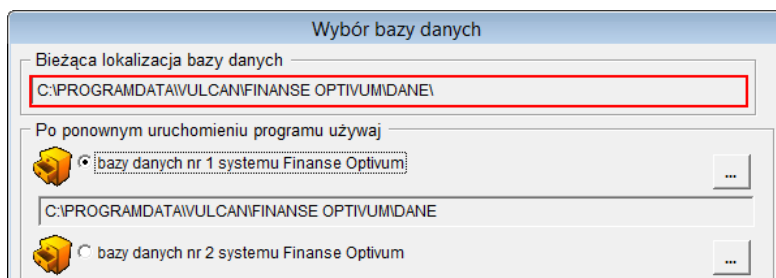 Wybór bazy danych
Bieżąca lokalizacja bazy danych
C:\PROGRAMDATA\VULCAN\FINANSE OPTIVUM\DANE\
Po ponownym uruchomieniu programu używaj
bazy danych nr 1 systemu Finanse Optivum
...
C:\PROGRAMDATA\VULCAN\FINANSE OPTIVUM\DANE
bazy danych nr 2 systemu Finanse Optivum
...